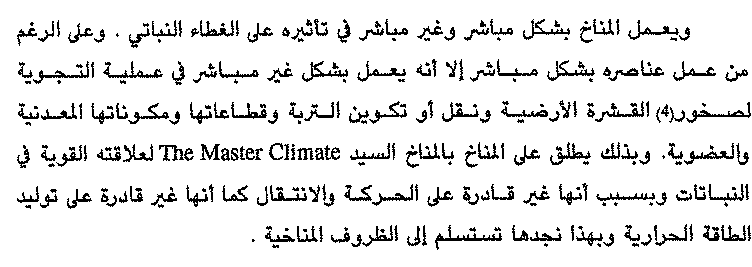 ويعمل المناخ بشكل مباشر وغير مباشر في تأثيره على الغطاء النباتي . وعلى الرغم
من عمل عناصره بشكل مباشر إلا أنه يعمل بشكل غير مباشر في عملية التجوية
لصخور(4) القشرة الأرضية ونقل أو تكوين التربة وقطاعاتها ومكوناتها المعدنية
والعضوية. وبذلك يطلق على المناخ بالمناخ السيد The Master Climate لعلاقته القوية في
النباتات وبسبب أنها غير قادرة على الحركة والانتقال كما أنها غير قادرة على توليد
الطاقة الحرارية وبهذا نجدها تستسلم إلى الظروف المناخية .